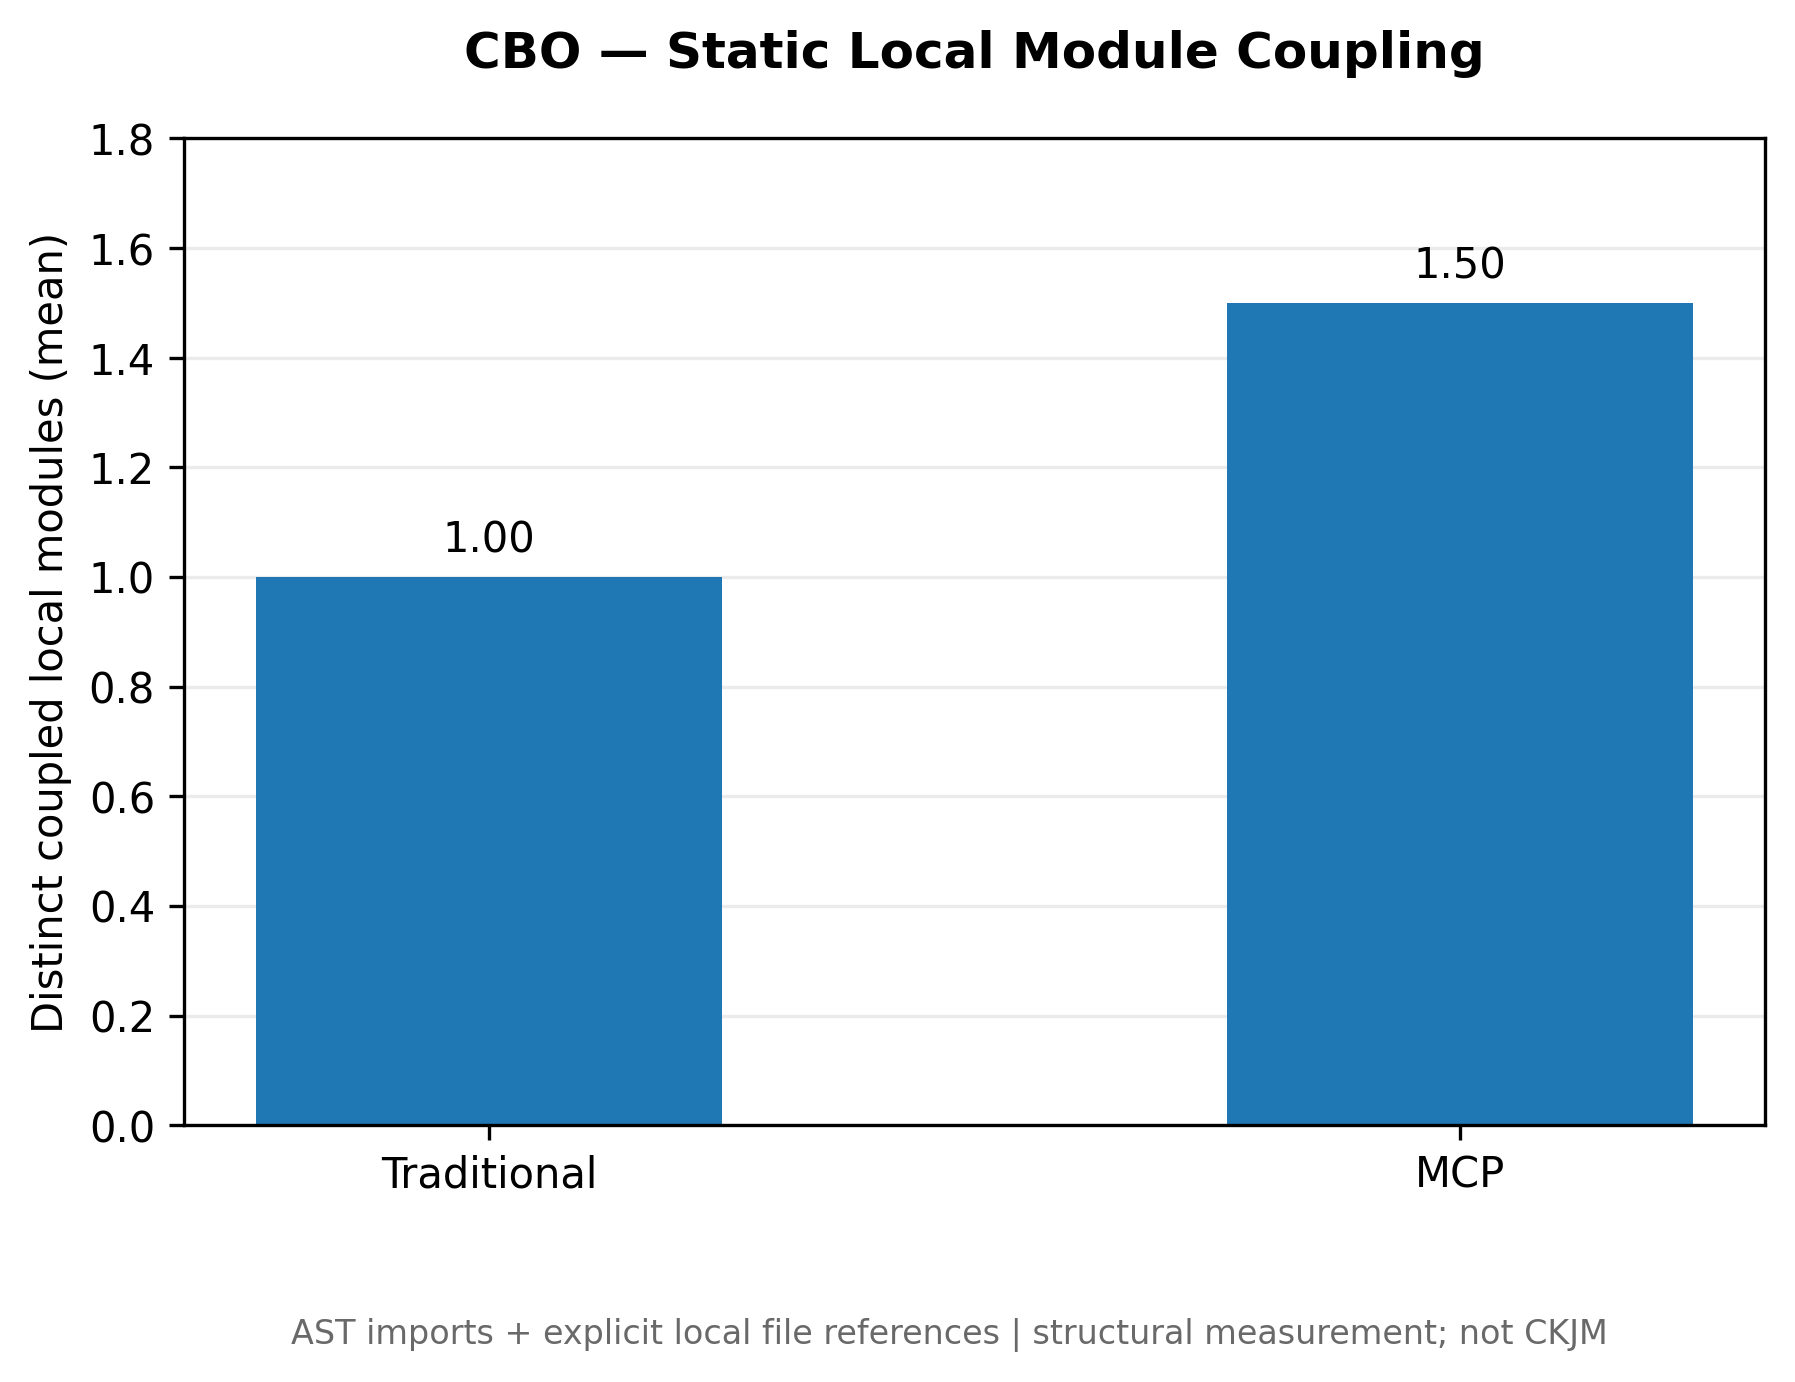 CBO — Static Local Module Coupling
Distinct coupled local modules (mean)
1.8
1.6
1.4
1.2
1.0
0.8
0.6
0.4
0.2
0.0
1.00
1.50
Traditional
MCP
AST imports + explicit local file references | structural measurement; not CKJM